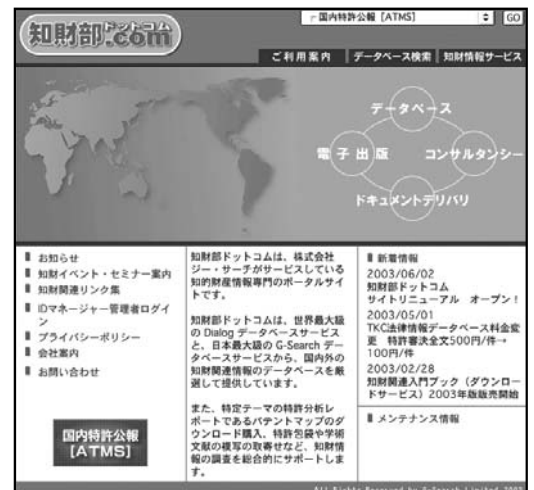 知財部ドットコム.com
┌ 国内特許公報 [ATMS]
GO
ご利用案内
データベース検索
知財情報サービス
データベース
電子出版
コンサルタンシー
ドキュメントデリバリ
お知らせ
知財イベント・セミナー案内
知財関連リンク集
IDマネージャー管理者ログイ
ン
プライバシーポリシー
会社案内
お問い合わせ
国内特許公報
[ATMS]
知財部ドットコムは、株式会社
ジー・サーチがサービスしている
知的財産情報専門のポータルサイ
トです。
知財部ドットコムは、世界最大級
の Dialog データベースサービス
と、日本最大級の G-Search デー
タベースサービスから、国内外の
知財関連情報のデータベースを厳
選して提供しています。
また、特定テーマの特許分析レ
ポートであるパテントマップのダ
ウンロード購入、特許包袋や学術
文献の複写の取寄せなど、知財情
報の調査を総合的にサポートしま
す。
新着情報
2003/06/02
知財部ドットコム
サイトリニューアル オープン！
2003/05/01
TKC法律情報データベース料金変
更 特許審決全文500円/件→
100円/件
2003/02/28
知財関連入門ブック（ダウンロー
ドサービス）2003年版販売開始
メンテナンス情報
All Rights Reserved by G-Search Limited 2003